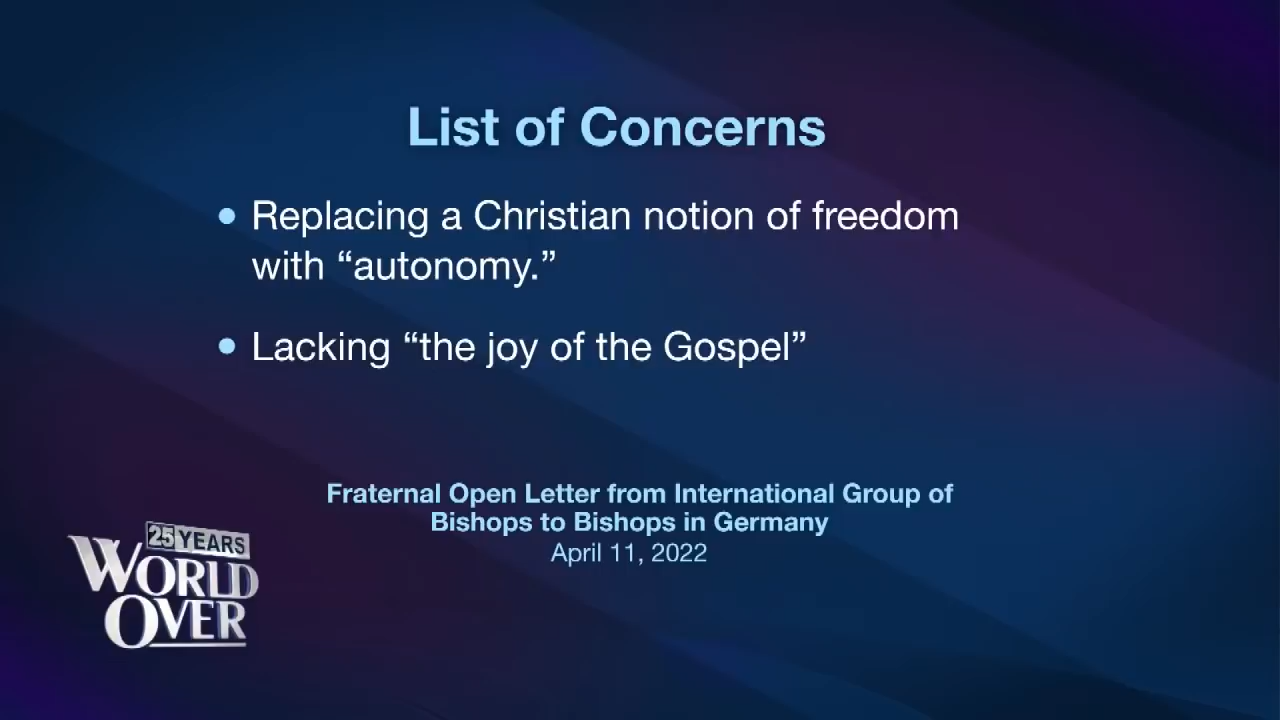 List of Concerns
• Replacing a Christian notion of freedom
with “autonomy.”
• Lacking “the joy of the Gospel”
Fraternal Open Letter from International Group of
Bishops to Bishops in Germany
April 11, 2022
25 YEARS
WORLD
OVER